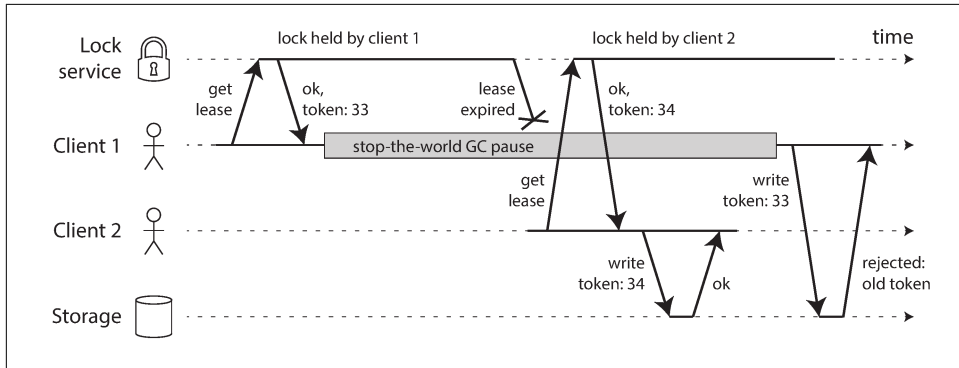 Lock
service
lock held by client 1
lock held by client 2
time
get
lease
ok,
token: 33
lease
expired
ok,
token: 34
Client 1
stop-the-world GC pause
get
lease
write
token: 33
Client 2
write
token: 34
ok
rejected:
old token
Storage